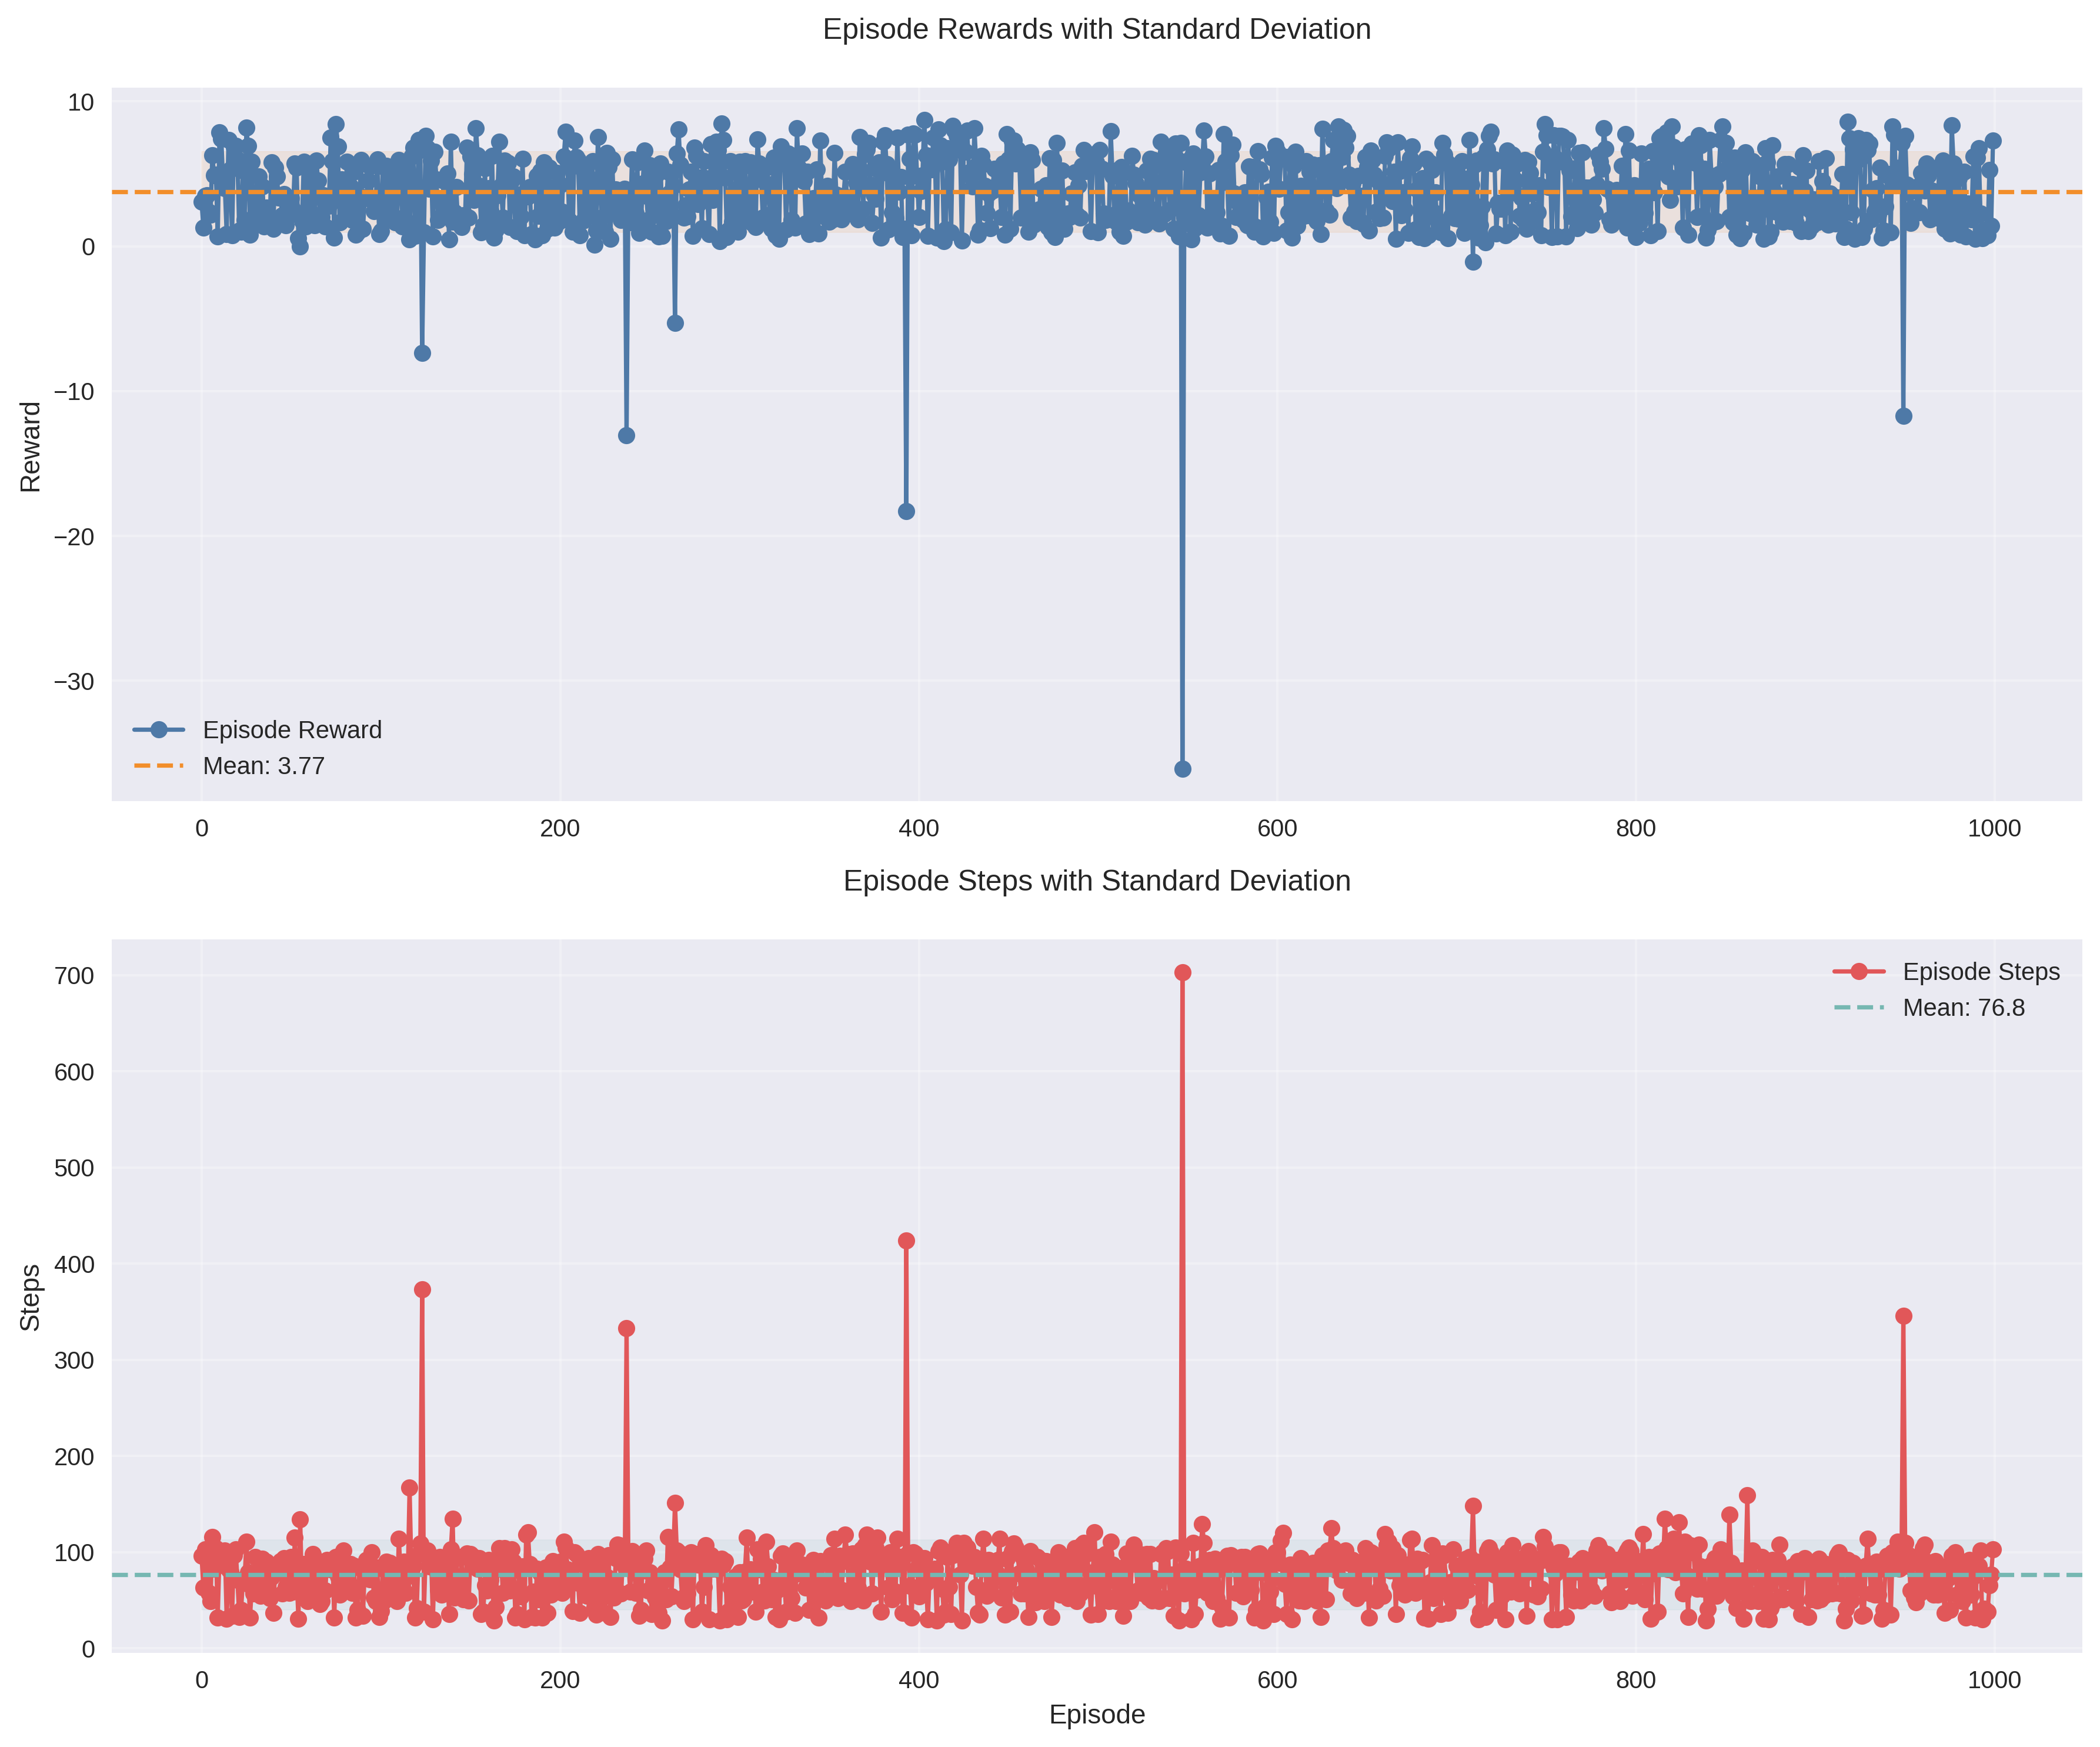 Episode Rewards with Standard Deviation
10
0
−10
−20
−30
Reward
Episode Reward
Mean: 3.77
0
200
400
600
800
1000
Episode Steps with Standard Deviation
700
600
500
400
300
200
100
0
Steps
Episode Steps
Mean: 76.8
0
200
400
600
800
1000
Episode